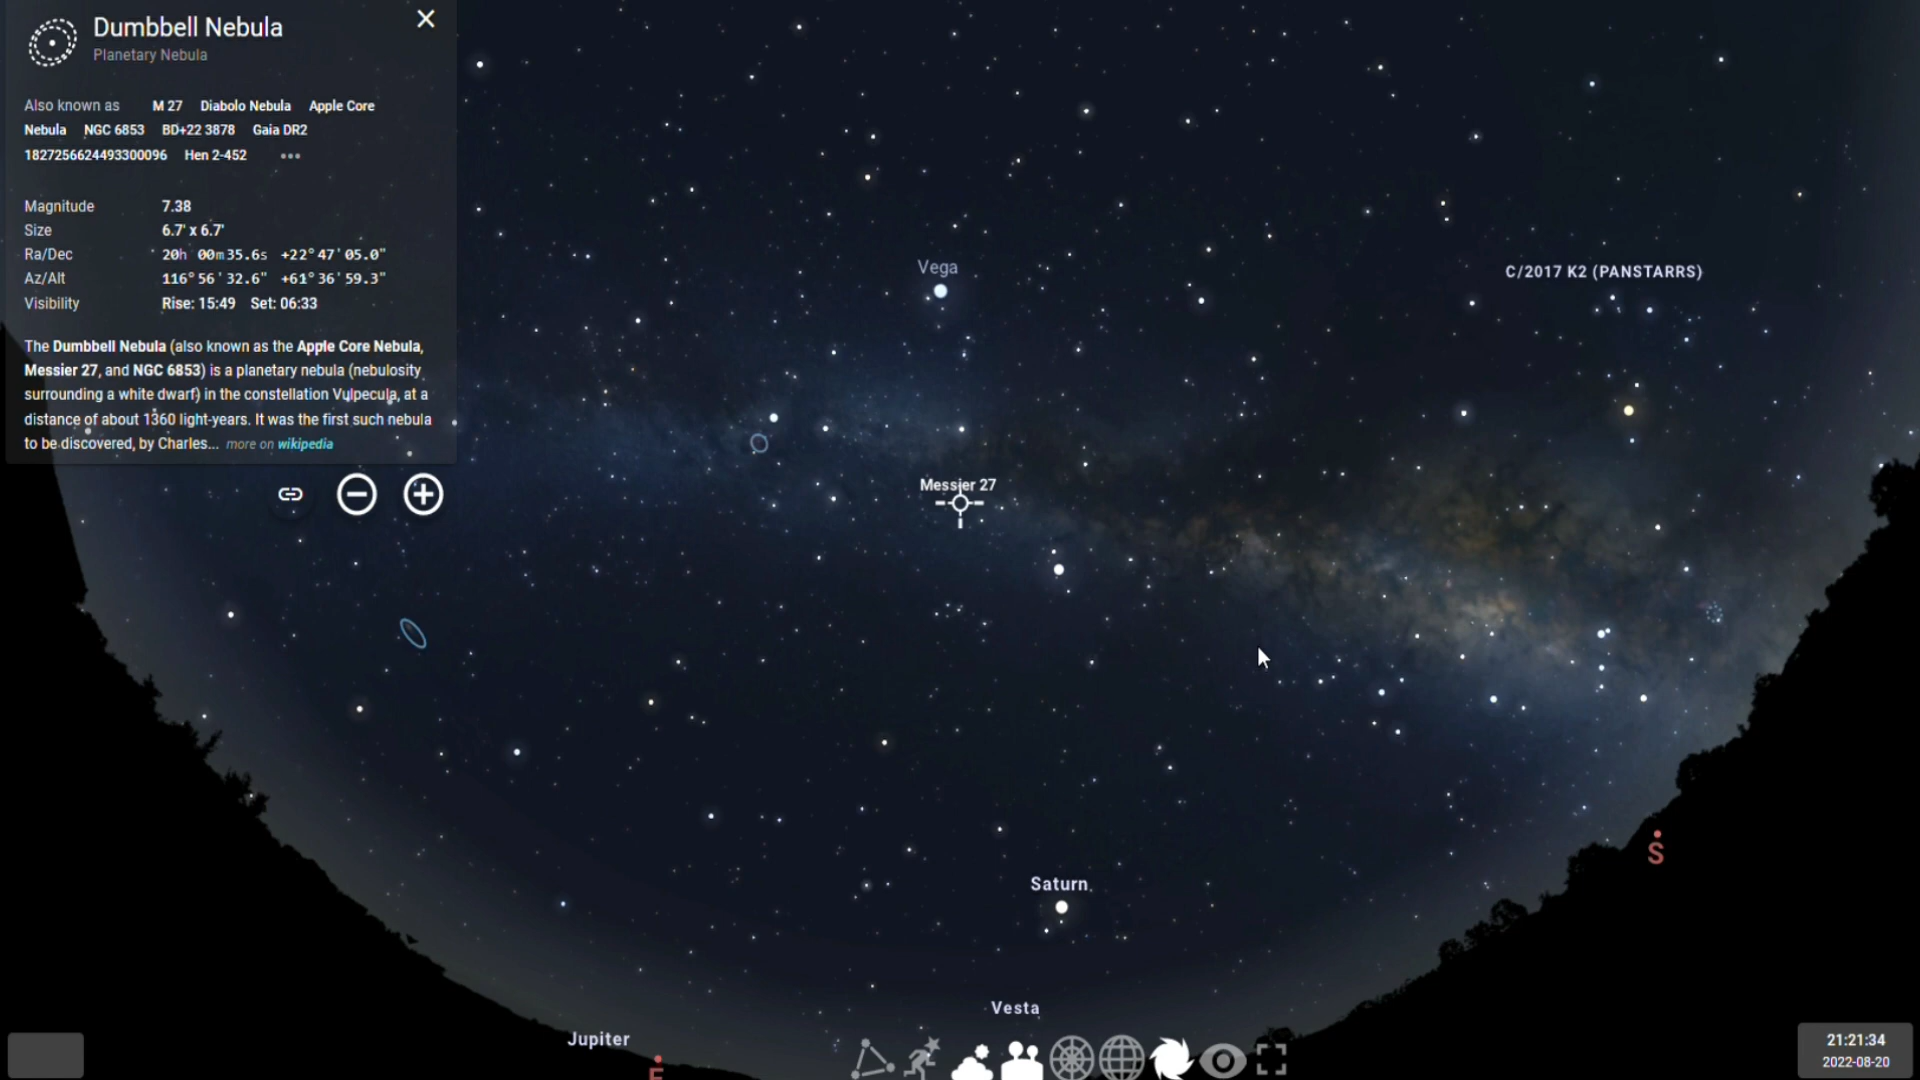 Dumbbell Nebula
Planetary Nebula
Also known as M 27 Diabolo Nebula Apple Core
Nebula NGC 6853 BD+22 3878 Gaia DR2
1827256624493300096 Hen 2-452
Magnitude 7.38
Size 6.7' x 6.7'
Ra/Dec 20h 00m35.6s +22°47'05.0"
Az/Alt 116°56'32.6" +61°36'59.3"
Visibility Rise: 15:49 Set: 06:33
The Dumbbell Nebula (also known as the Apple Core Nebula,
Messier 27, and NGC 6853) is a planetary nebula (nebulosity
surrounding a white dwarf) in the constellation Vulpecula, at a
distance of about 1360 light-years. It was the first such nebula
to be discovered, by Charles... more on wikipedia
Vega
C/2017 K2 (PANSTARRS)
Messier 27
S
Saturn
Vesta
Jupiter
E
21:21:34
2022-08-20